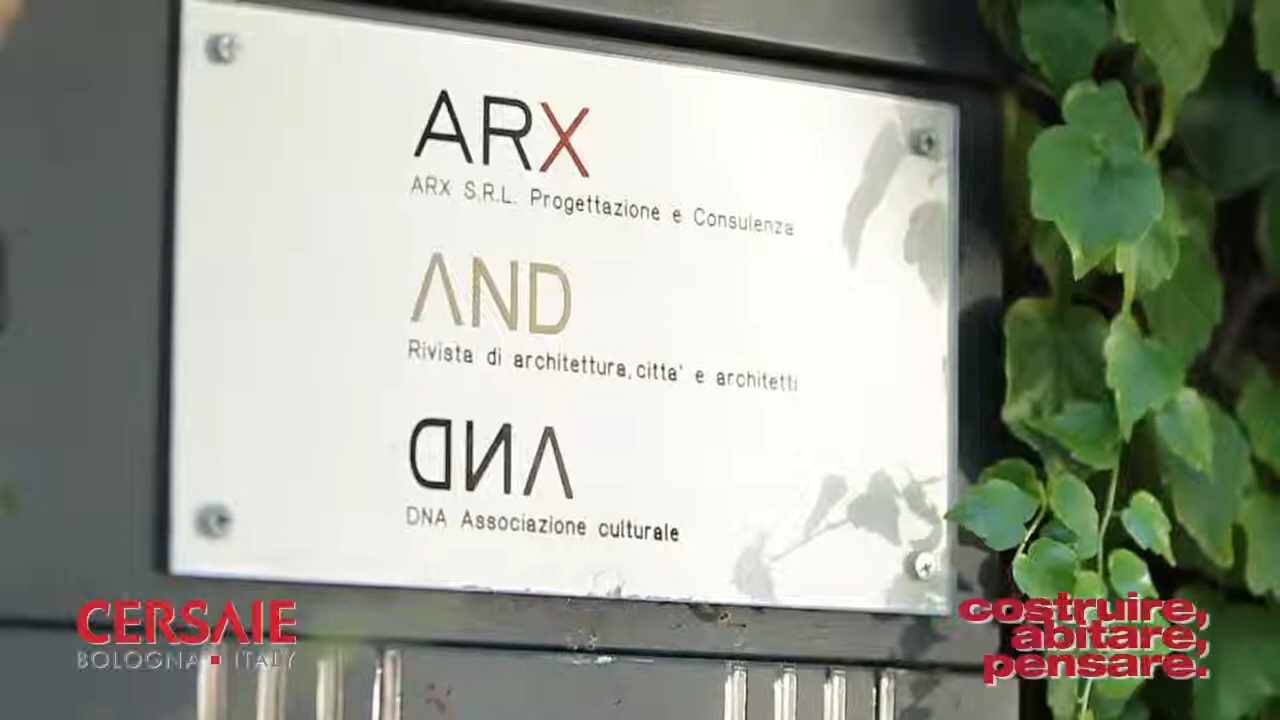 ARX
ARX S.R.L. Progettazione e Consulenza
AND
Rivista di architettura, citta' e architetti
DNA
DNA Associazione culturale
CERSAIE
BOLOGNA ▪ ITALY
costruire,
abitare,
pensare.